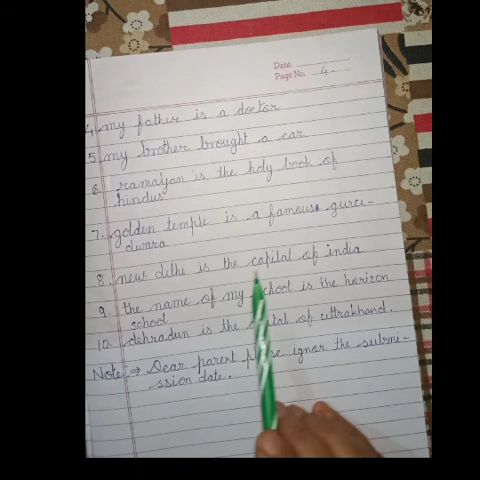 Date
Page No. 4.
4. my father is a doctor
5. my brother brought a car
6. ramayan is the holy book of
hindus
7. golden temple is a famous guru-
dwara
8. new delhi is the capital of india
9. the name of my school is the horizon
school
10. dehradun is the capital of uttrakhand.
Note:⇒ Dear parent please ignor the submi-
ssion date.